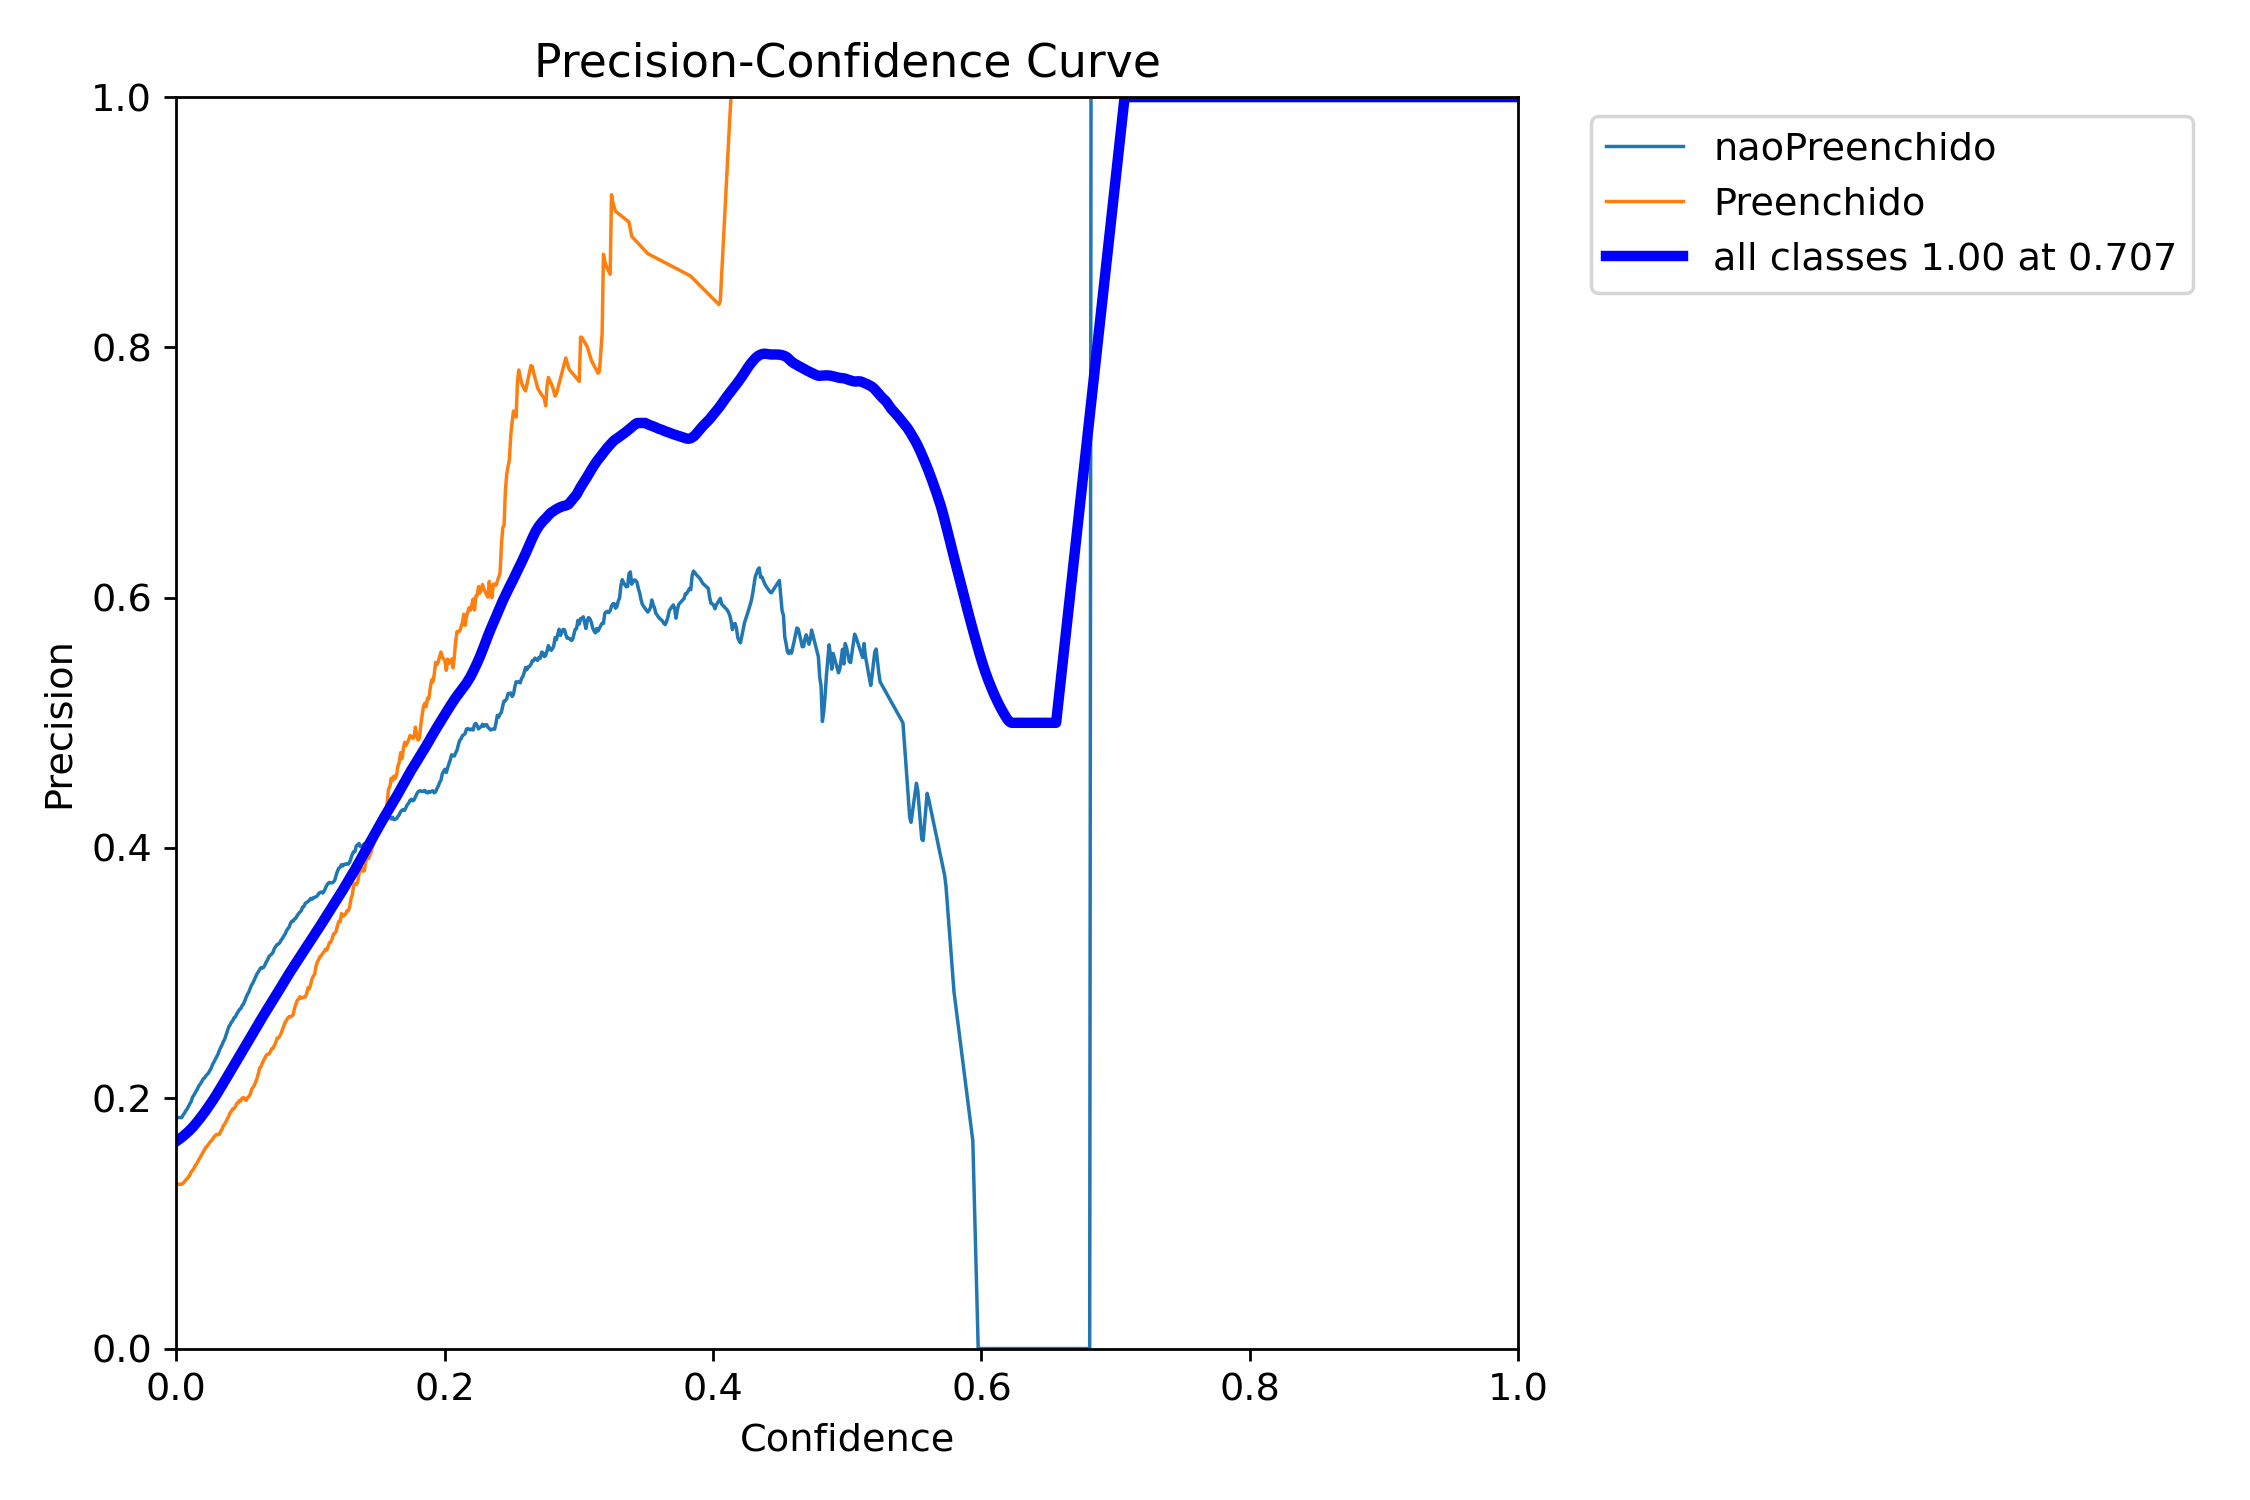 Precision-Confidence Curve
1.0
0.8
0.6
0.4
0.2
0.0
Precision
0.0 0.2 0.4 0.6 0.8 1.0
Confidence
naoPreenchido
Preenchido
all classes 1.00 at 0.707